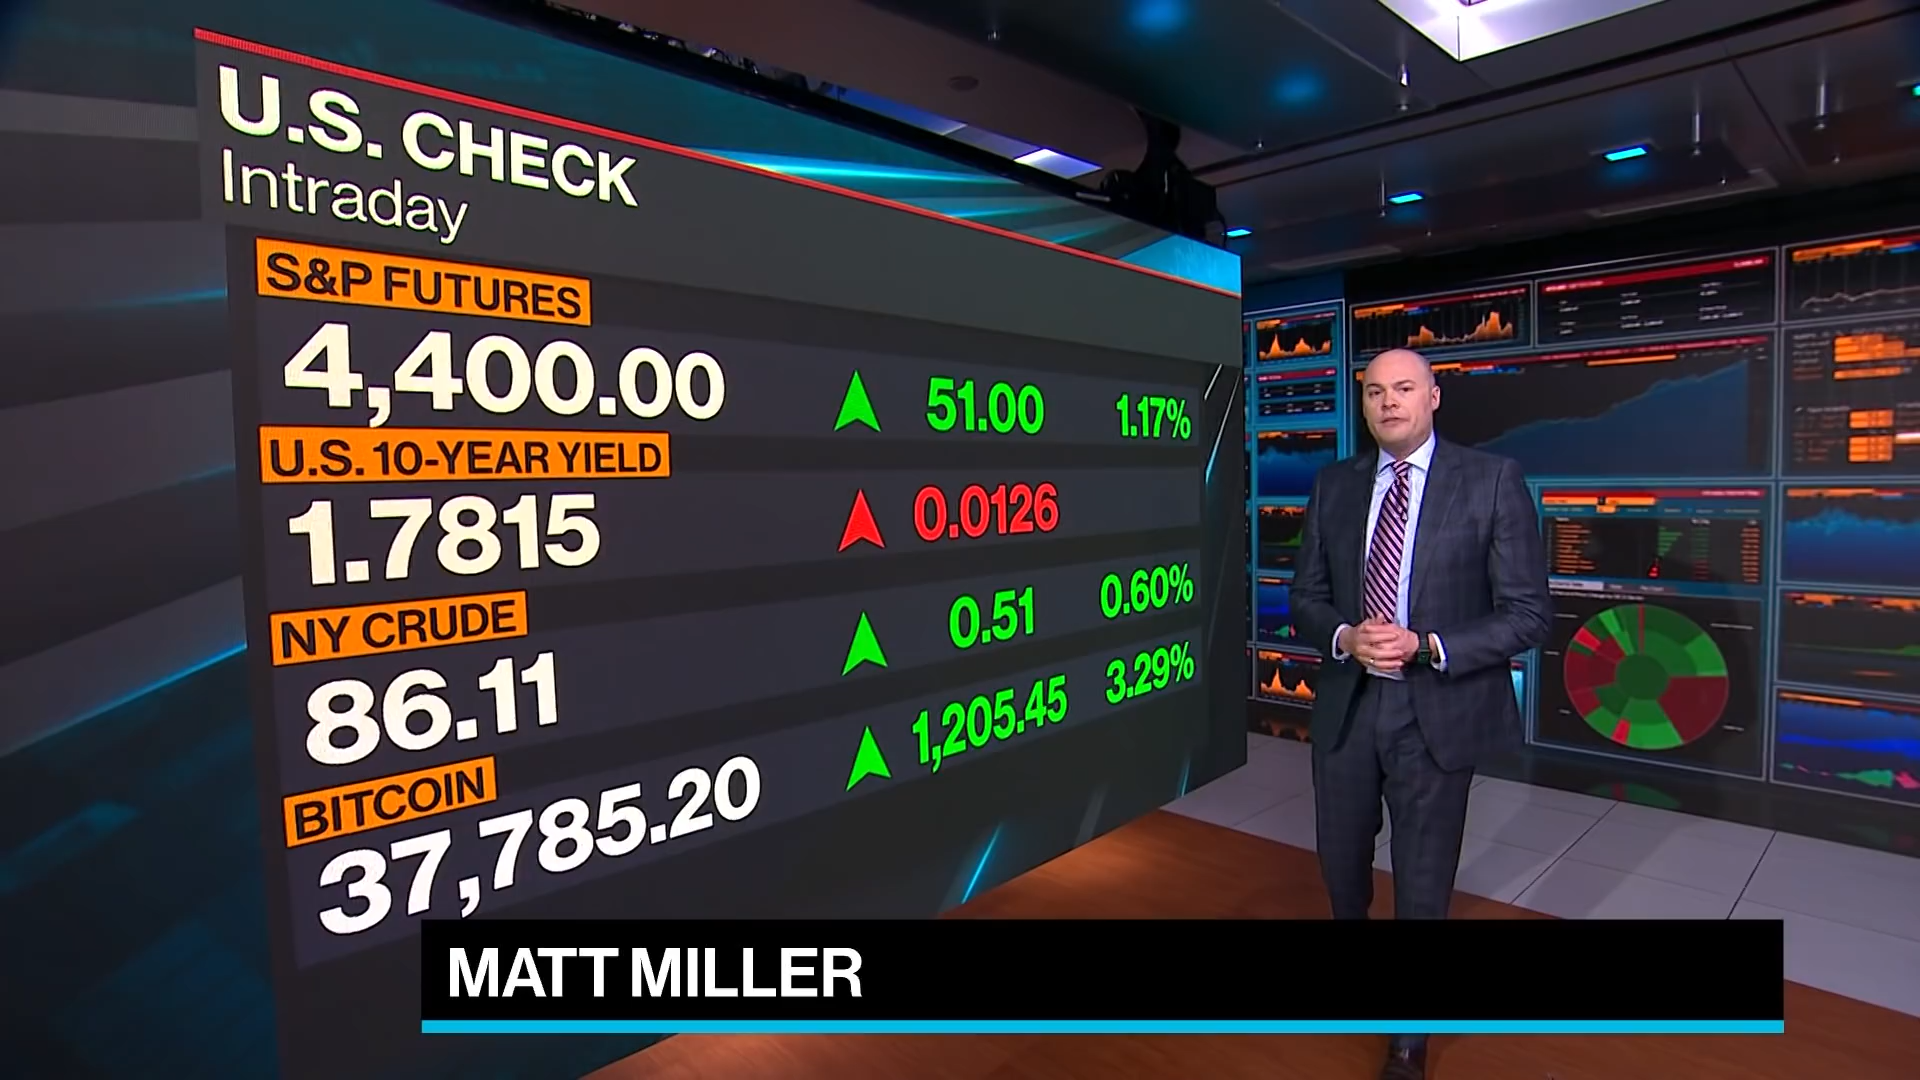 U.S. CHECK
Intraday
S&P FUTURES
4,400.00 ▲ 51.00 1.17%
U.S. 10-YEAR YIELD
1.7815 ▲ 0.0126
NY CRUDE
86.11 ▲ 0.51 0.60%
BITCOIN
37,785.20 ▲ 1,205.45 3.29%
MATT MILLER